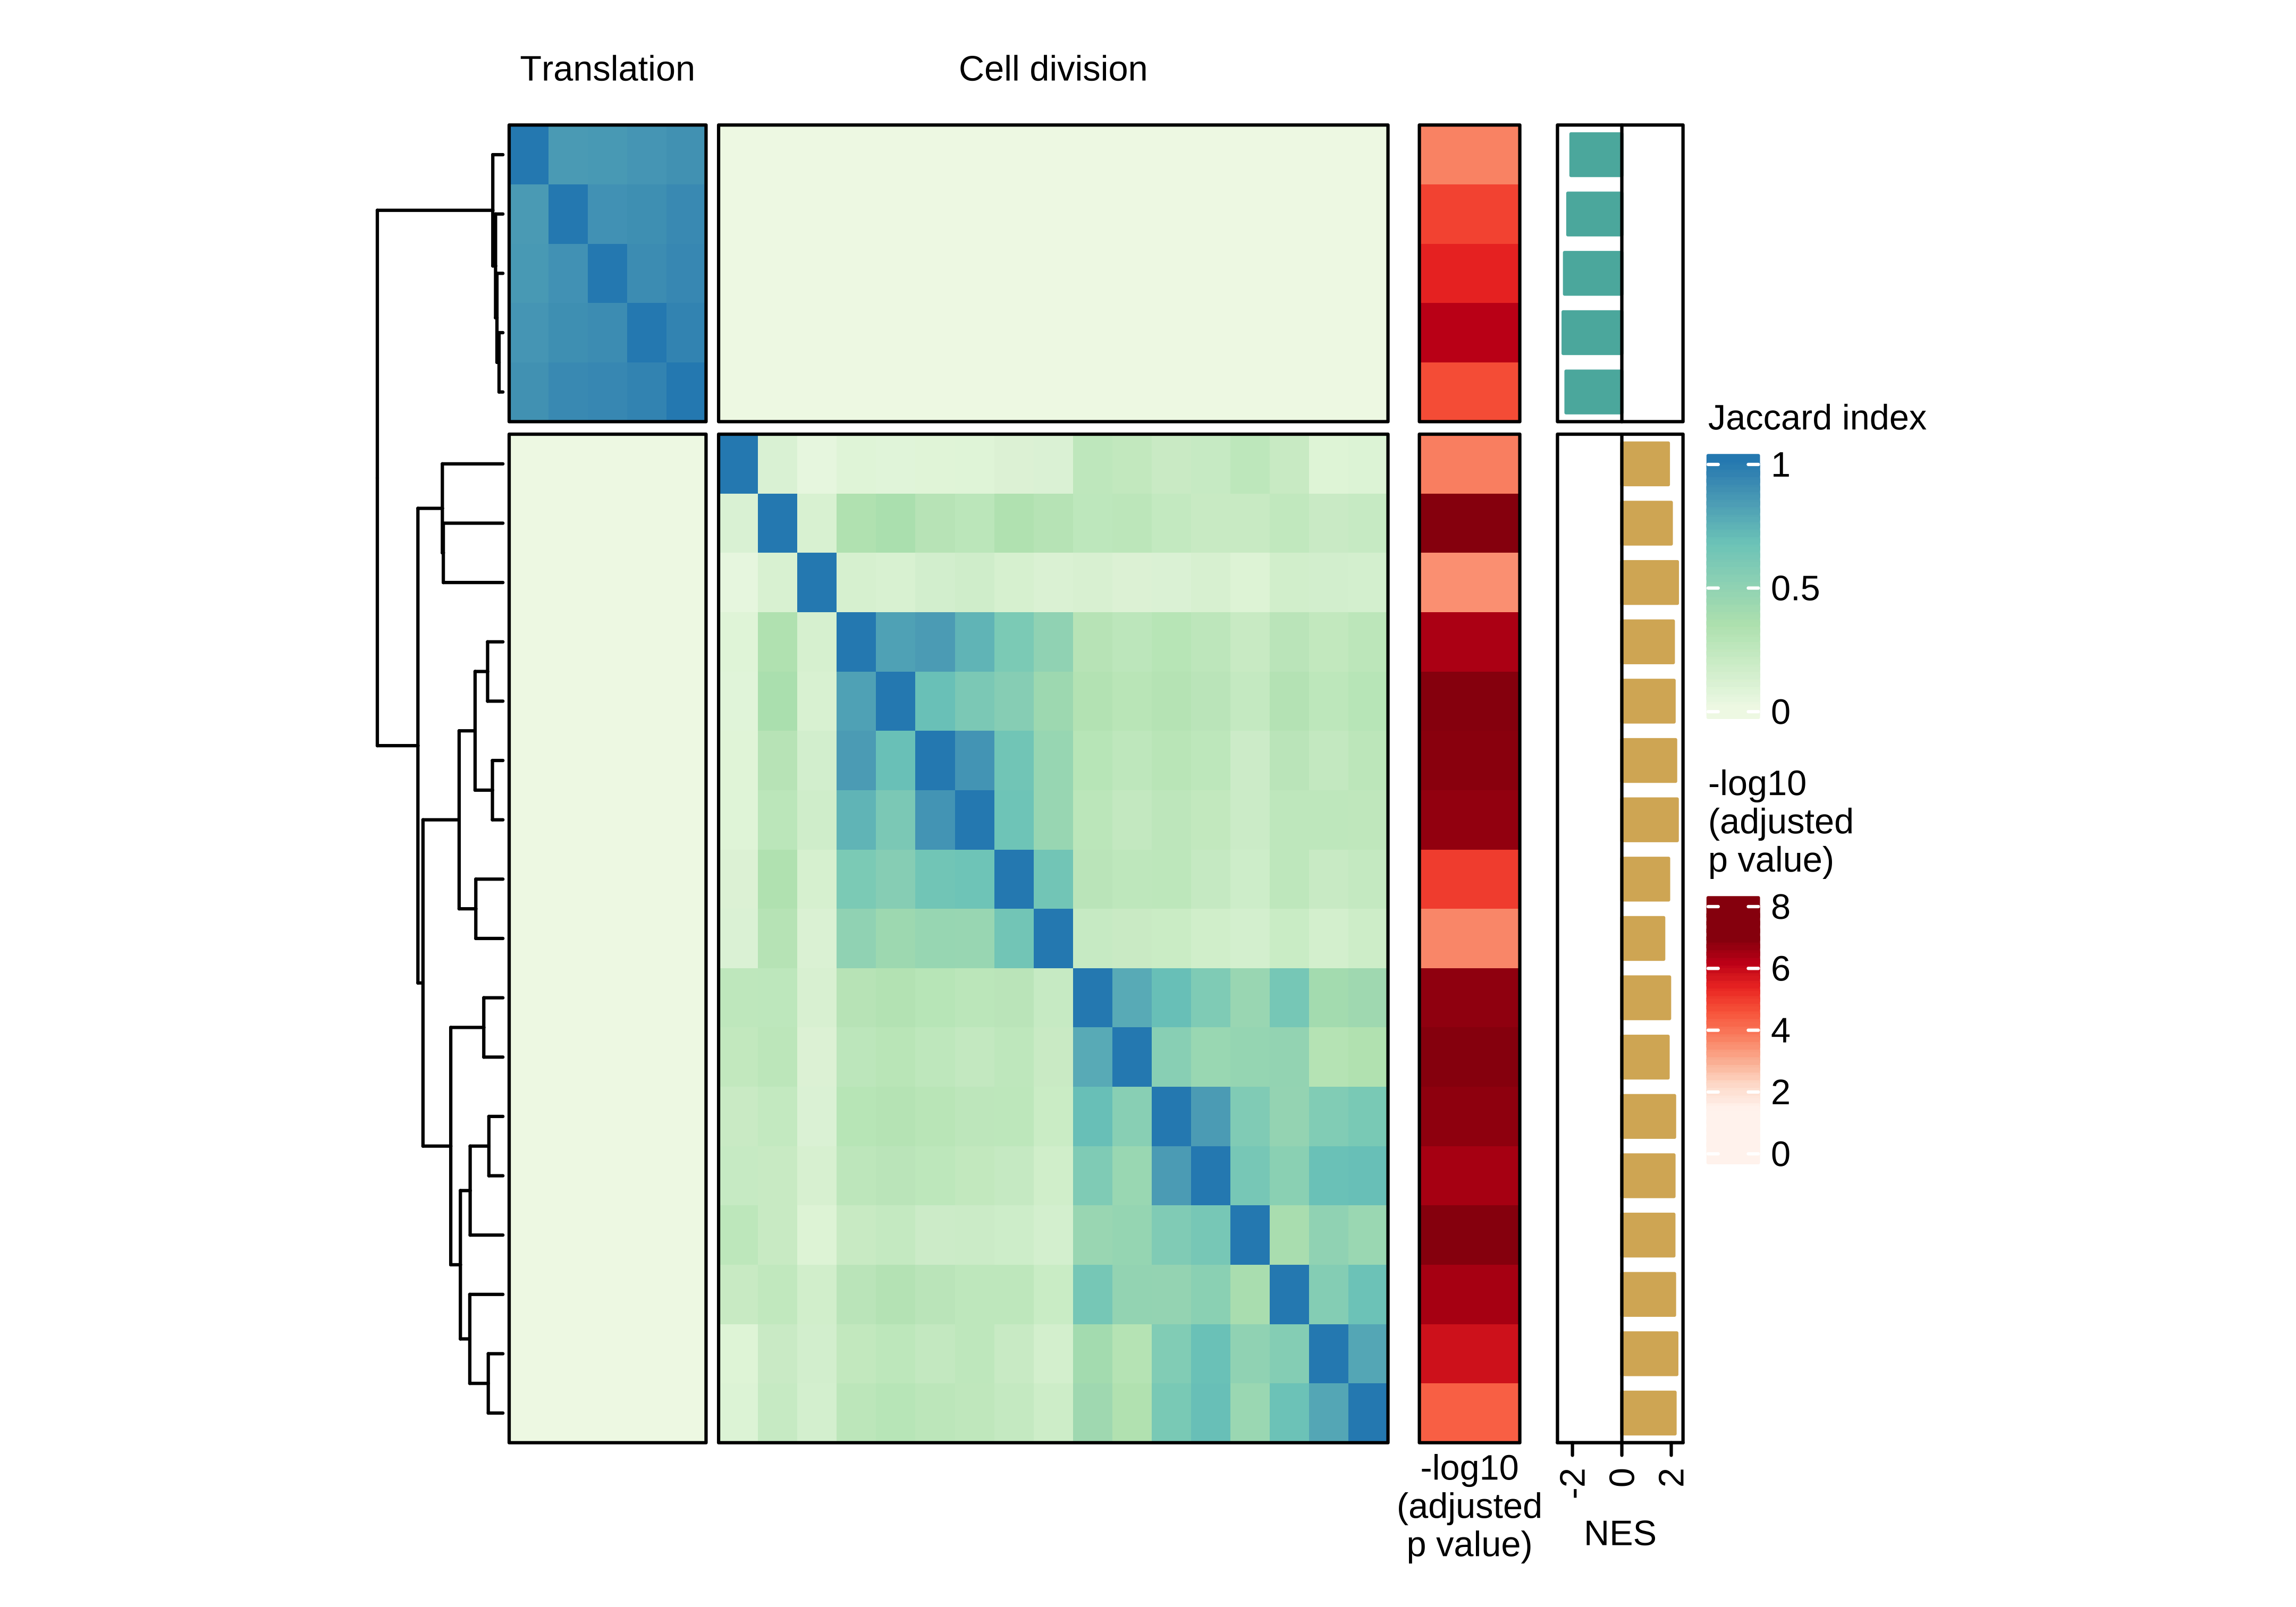 Translation
Cell division
Jaccard index
1
0.5
0
-log10
(adjusted
p value)
8
6
4
2
0
-log10
(adjusted
p value)
-2
0
2
NES